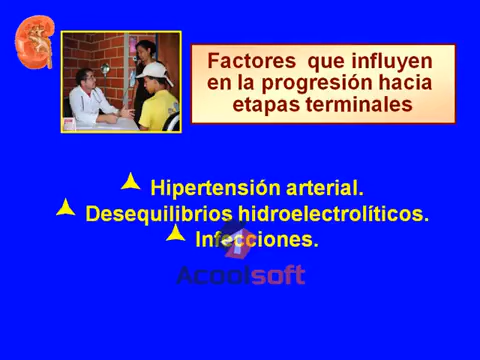 Factores que influyen
en la progresión hacia
etapas terminales
Hipertensión arterial.
Desequilibrios hidroelectrolíticos.
Infecciones.
Acoolsoft